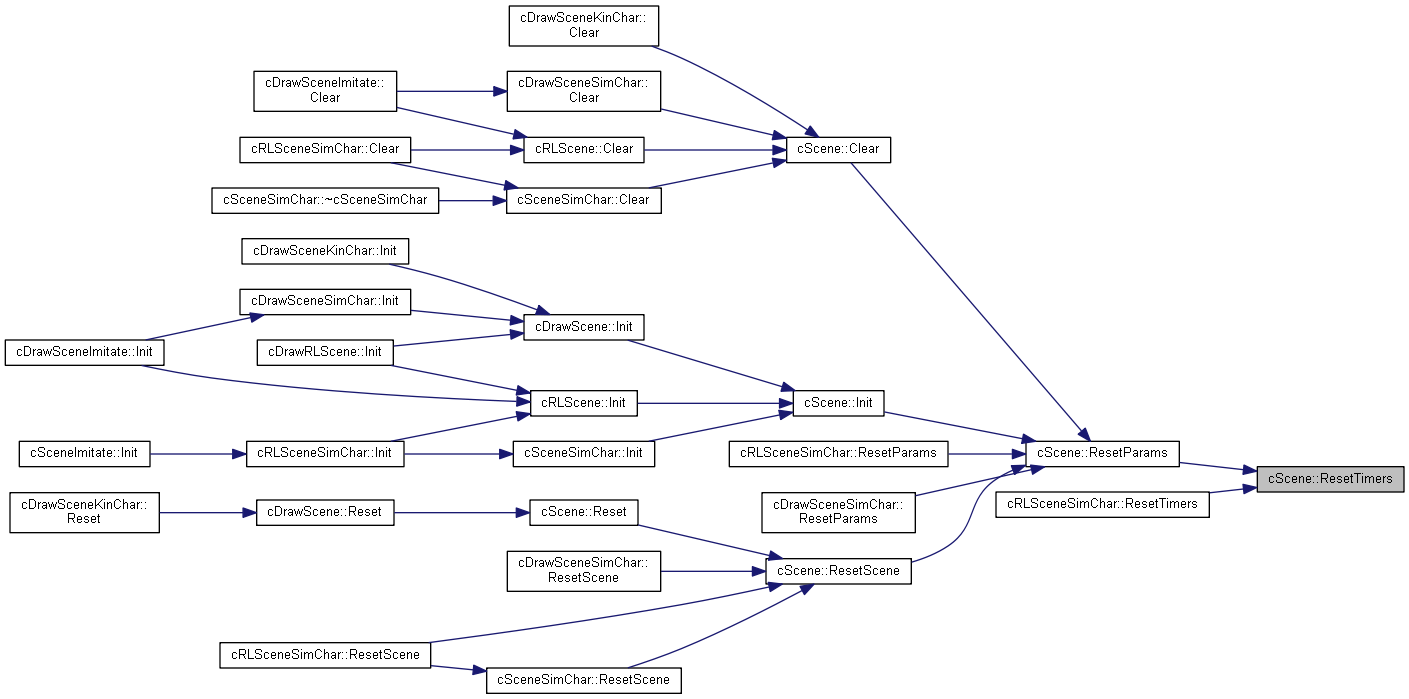 cDrawSceneKinChar::
Clear
cDrawSceneImitate::
Clear
cDrawSceneSimChar::
Clear
cRLSceneSimChar::Clear
cRLScene::Clear
cScene::Clear
cSceneSimChar::~cSceneSimChar
cSceneSimChar::Clear
cDrawSceneKinChar::Init
cDrawSceneSimChar::Init
cDrawScene::Init
cDrawSceneImitate::Init
cDrawRLScene::Init
cRLScene::Init
cScene::Init
cSceneImitate::Init
cRLSceneSimChar::Init
cSceneSimChar::Init
cRLSceneSimChar::ResetParams
cScene::ResetParams
cScene::ResetTimers
cDrawSceneKinChar::
Reset
cDrawScene::Reset
cScene::Reset
cDrawSceneSimChar::
ResetParams
cRLSceneSimChar::ResetTimers
cDrawSceneSimChar::
ResetScene
cScene::ResetScene
cRLSceneSimChar::ResetScene
cSceneSimChar::ResetScene